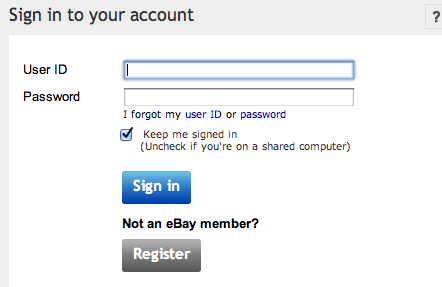 Sign in to your account
?
User ID
Password
I forgot my user ID or password
Keep me signed in
(Uncheck if you're on a shared computer)
Sign in
Not an eBay member?
Register